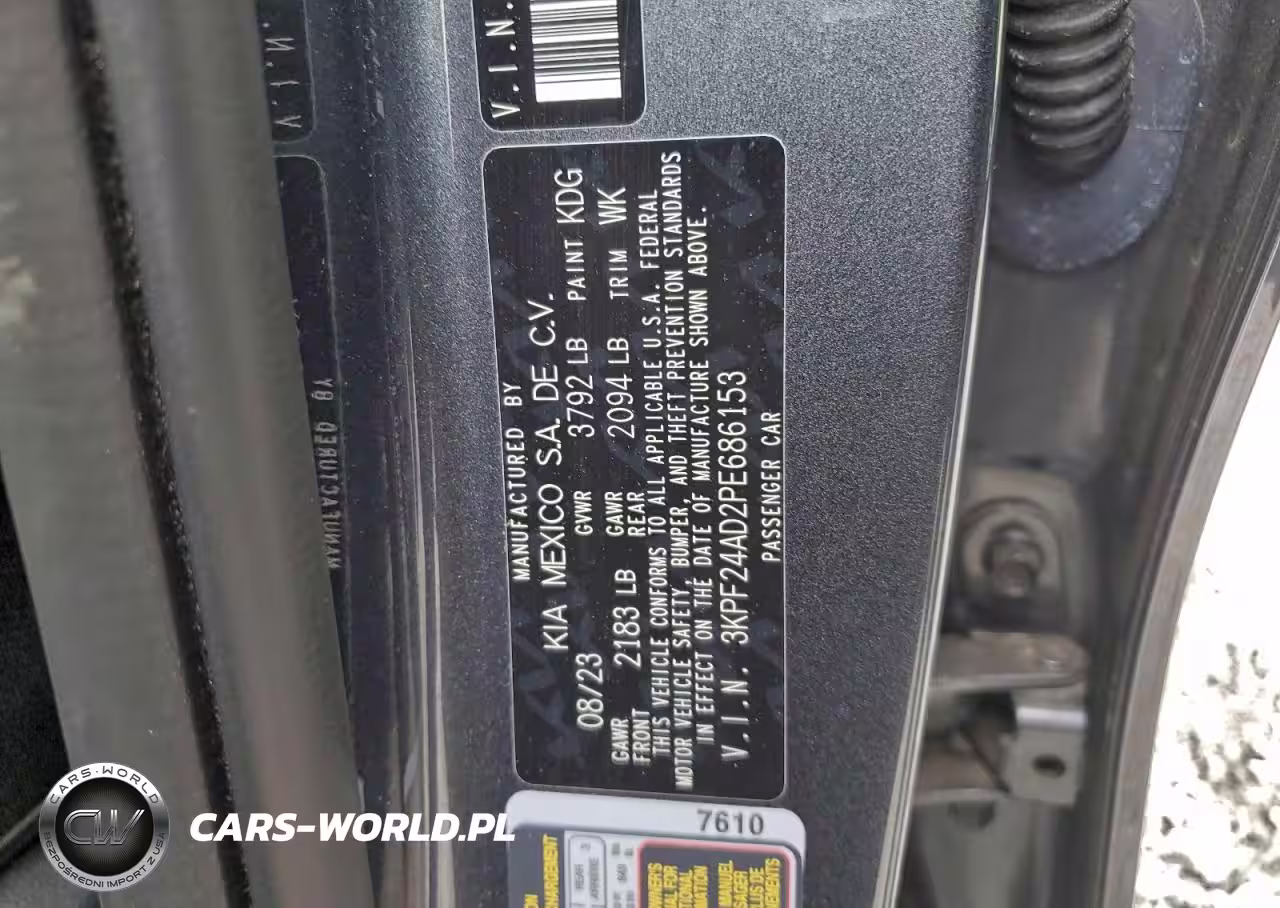 V.I.N.
MANUFACTURED BY
KIA MEXICO S.A. DE C.V.
08/23 GVWR 3792 LB PAINT KDG
GAWR FRONT 2183 LB GAWR REAR 2094 LB TRIM WK
THIS VEHICLE CONFORMS TO ALL APPLICABLE U.S.A. FEDERAL
MOTOR VEHICLE SAFETY, BUMPER, AND THEFT PREVENTION STANDARDS
IN EFFECT ON THE DATE OF MANUFACTURE SHOWN ABOVE.
V.I.N. 3KPF24AD2PE686153
PASSENGER CAR
7610
REAR
MANUEL
V.I.N.
MANUFACTURED BY
CARS-WORLD
CW
BEZPOŚREDNI IMPORT Z USA
CARS-WORLD.PL